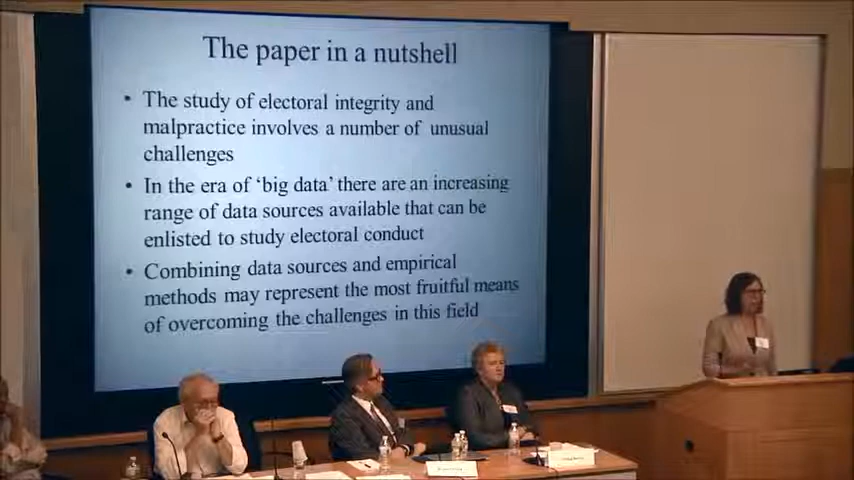 The paper in a nutshell
• The study of electoral integrity and
malpractice involves a number of unusual
challenges
• In the era of ‘big data’ there are an increasing
range of data sources available that can be
enlisted to study electoral conduct
• Combining data sources and empirical
methods may represent the most fruitful means
of overcoming the challenges in this field